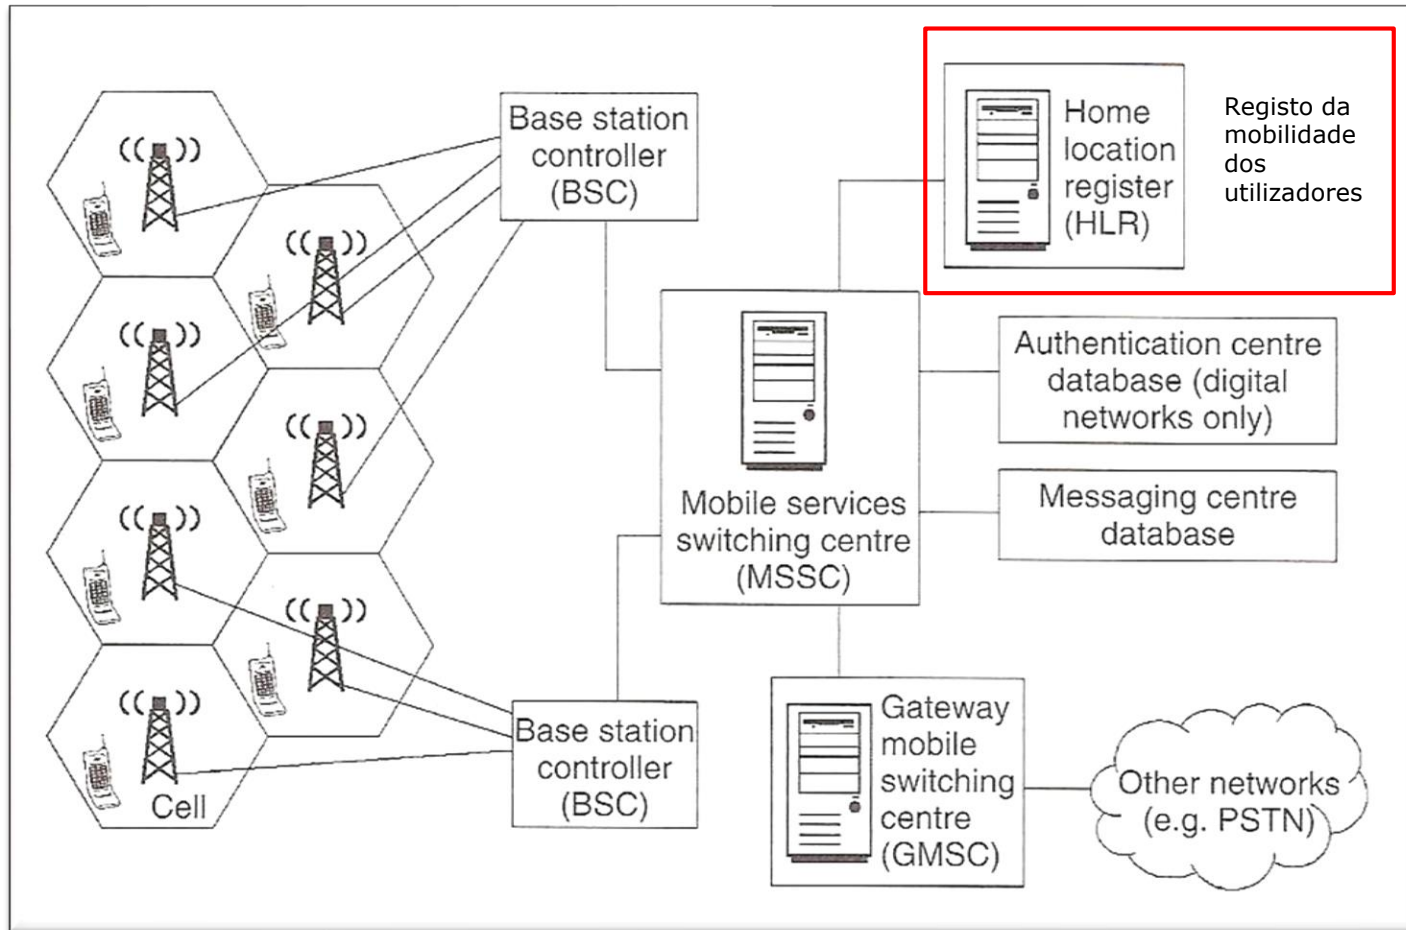 Base station
controller
(BSC)
Home
location
register
(HLR)
Registo da
mobilidade
dos
utilizadores
Authentication centre
database (digital
networks only)
Mobile services
switching centre
(MSSC)
Messaging centre
database
Cell
Base station
controller
(BSC)
Gateway
mobile
switching
centre
(GMSC)
Other networks
(e.g. PSTN)